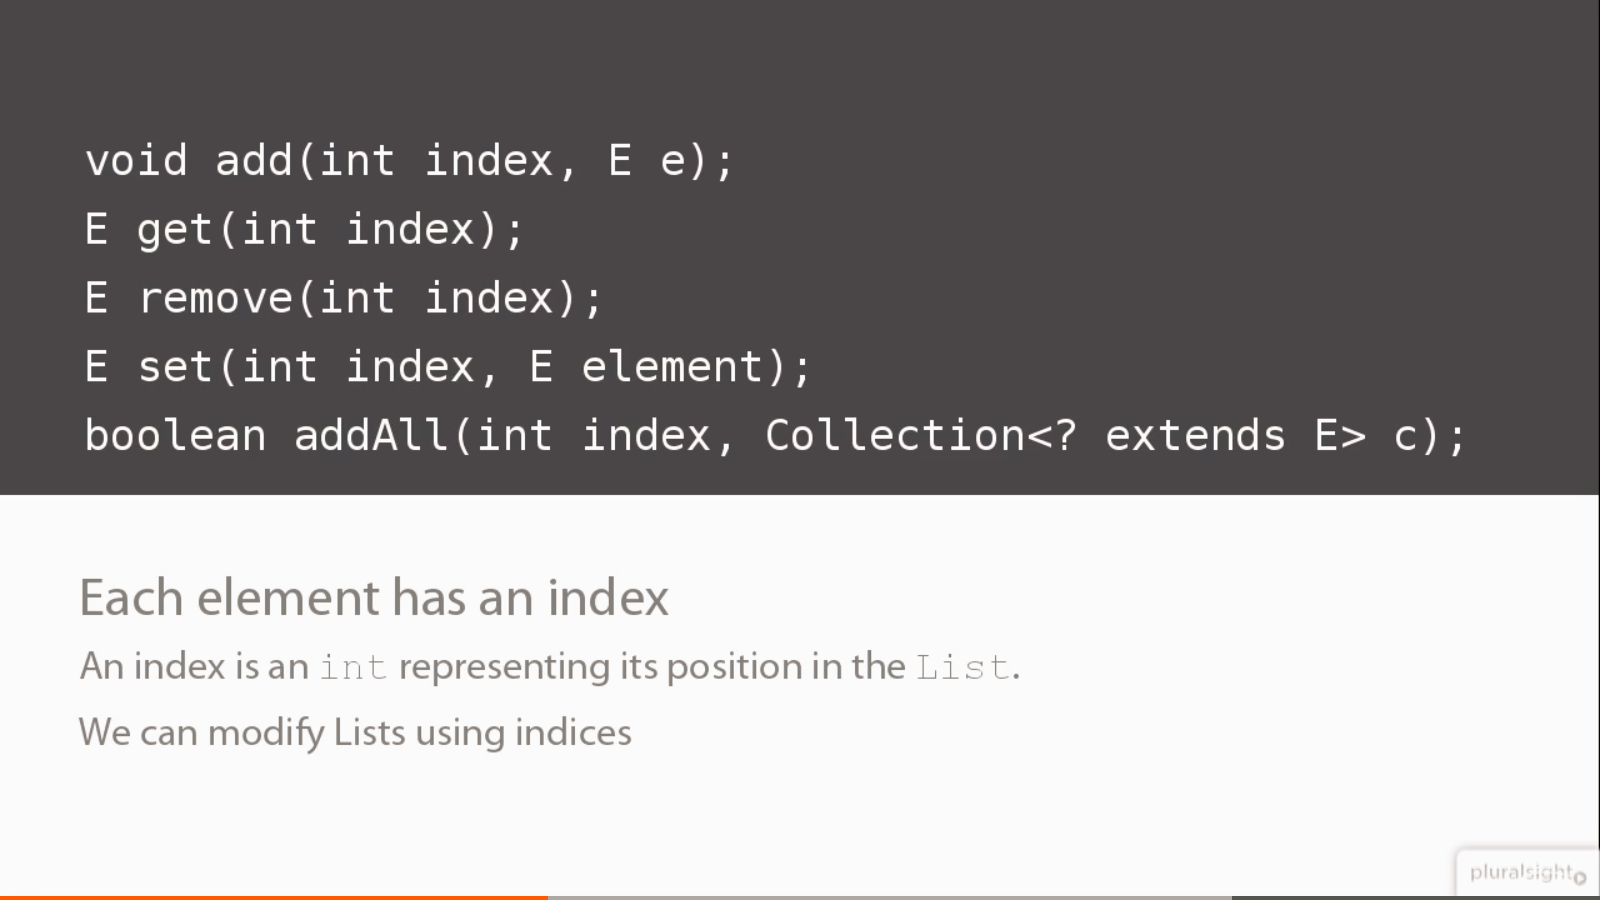 void add(int index, E e);
E get(int index);
E remove(int index);
E set(int index, E element);
boolean addAll(int index, Collection<? extends E> c);
Each element has an index
An index is an int representing its position in the List.
We can modify Lists using indices
pluralsight